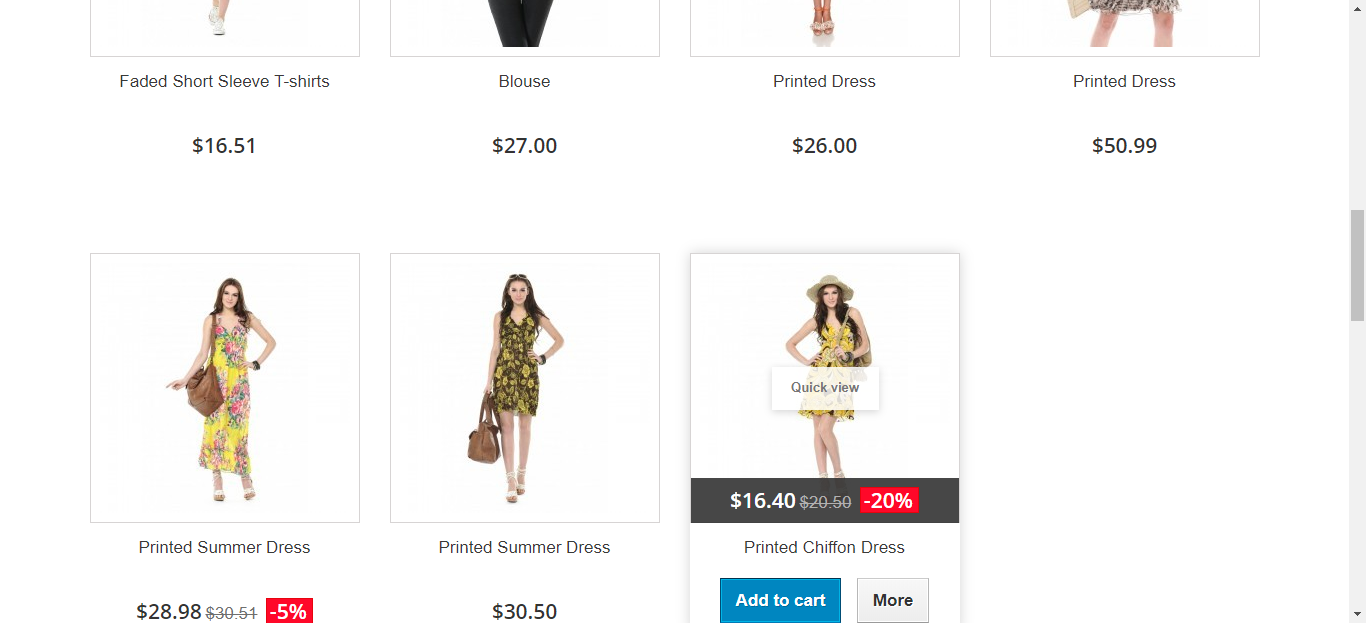 Faded Short Sleeve T-shirts
Blouse
Printed Dress
Printed Dress
$16.51
$27.00
$26.00
$50.99
Quick view
$16.40 $20.50 -20%
Printed Summer Dress
Printed Summer Dress
Printed Chiffon Dress
Add to cart
More
$28.98 $30.51 -5%
$30.50